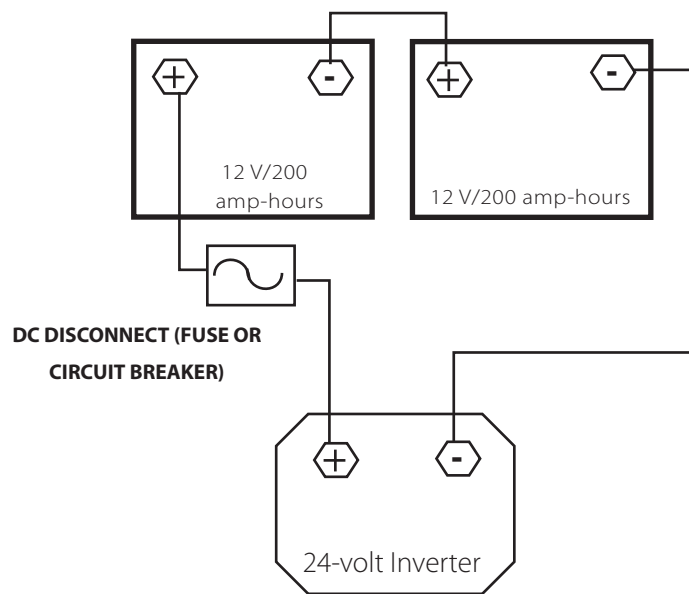 +
-
+
-
12 V/200
amp-hours
12 V/200 amp-hours
DC DISCONNECT (FUSE OR
CIRCUIT BREAKER)
+
-
24-volt Inverter